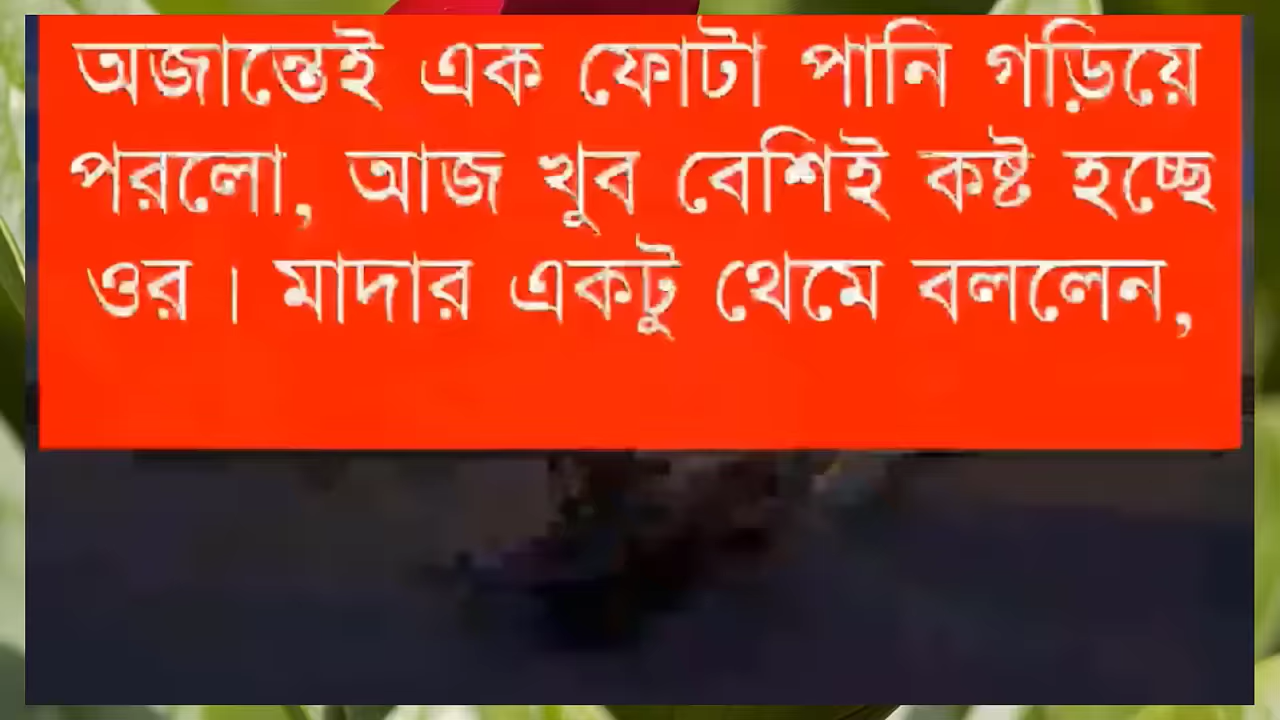 অজান্তেই এক ফোটা পানি গড়িয়ে
পরলো, আজ খুব বেশিই কষ্ট হচ্ছে
ওর । মাদার একটু থেমে বললেন,